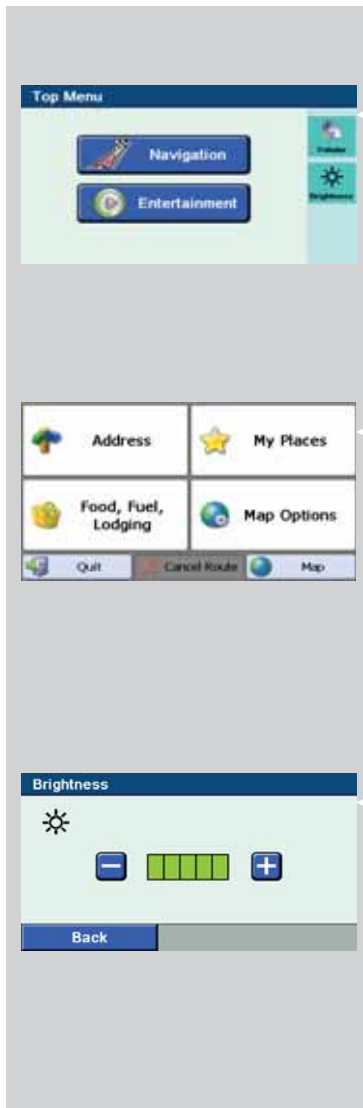 Top Menu
Navigation
Entertainment
Volume
Brightness
Address
My Places
Food, Fuel,
Lodging
Map Options
Quit
Cancel Route
Map
Brightness
Back